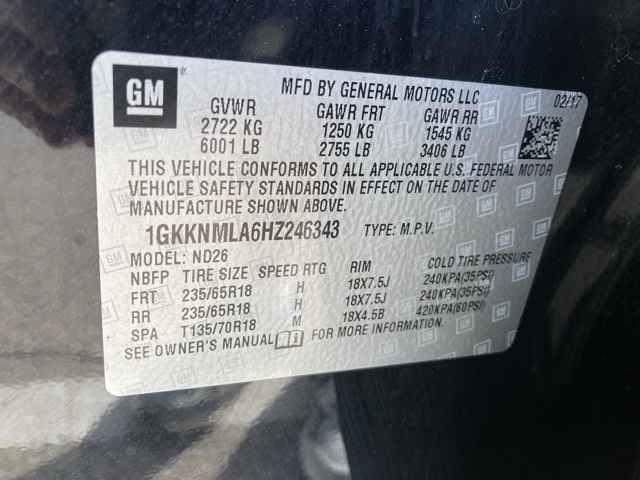 GM
MFD BY GENERAL MOTORS LLC 02/17
GVWR GAWR FRT GAWR RR
2722 KG 1250 KG 1545 KG
6001 LB 2755 LB 3406 LB
THIS VEHICLE CONFORMS TO ALL APPLICABLE U.S. FEDERAL MOTOR
VEHICLE SAFETY STANDARDS IN EFFECT ON THE DATE OF
MANUFACTURE SHOWN ABOVE.
1GKKNMLA6HZ246343 TYPE: M.P.V.
MODEL: ND26
NBFP TIRE SIZE SPEED RTG RIM COLD TIRE PRESSURE
FRT 235/65R18 H 18X7.5J 240KPA(35PSI)
RR 235/65R18 H 18X7.5J 240KPA(35PSI)
SPA T135/70R18 M 18X4.5B 420KPA(60PSI)
SEE OWNER'S MANUAL